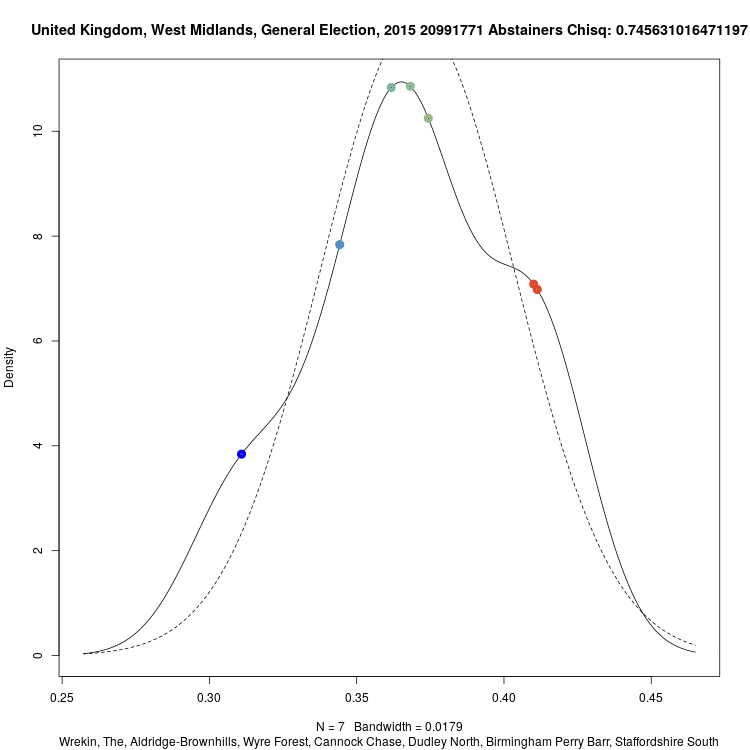 United Kingdom, West Midlands, General Election, 2015 20991771 Abstainers Chisq: 0.745631016471197
Density
10
8
6
4
2
0
0.25 0.30 0.35 0.40 0.45
N = 7 Bandwidth = 0.0179
Wrekin, The, Aldridge-Brownhills, Wyre Forest, Cannock Chase, Dudley North, Birmingham Perry Barr, Staffordshire South